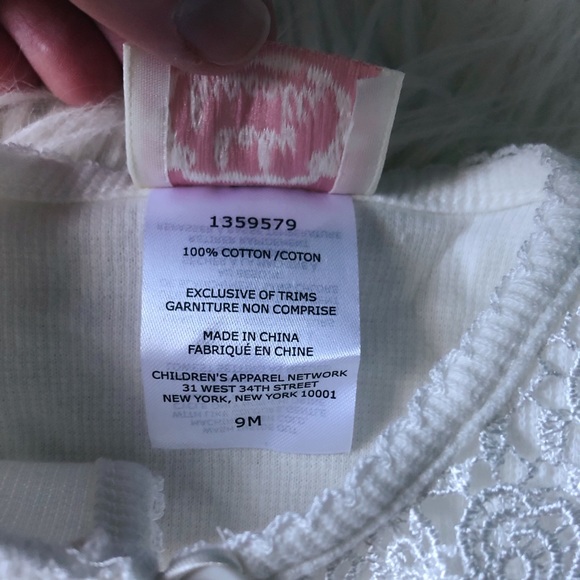 1359579
100% COTTON /COTON
EXCLUSIVE OF TRIMS
GARNITURE NON COMPRISE
MADE IN CHINA
FABRIQUÉ EN CHINE
CHILDREN'S APPAREL NETWORK
31 WEST 34TH STREET
NEW YORK, NEW YORK 10001
9M